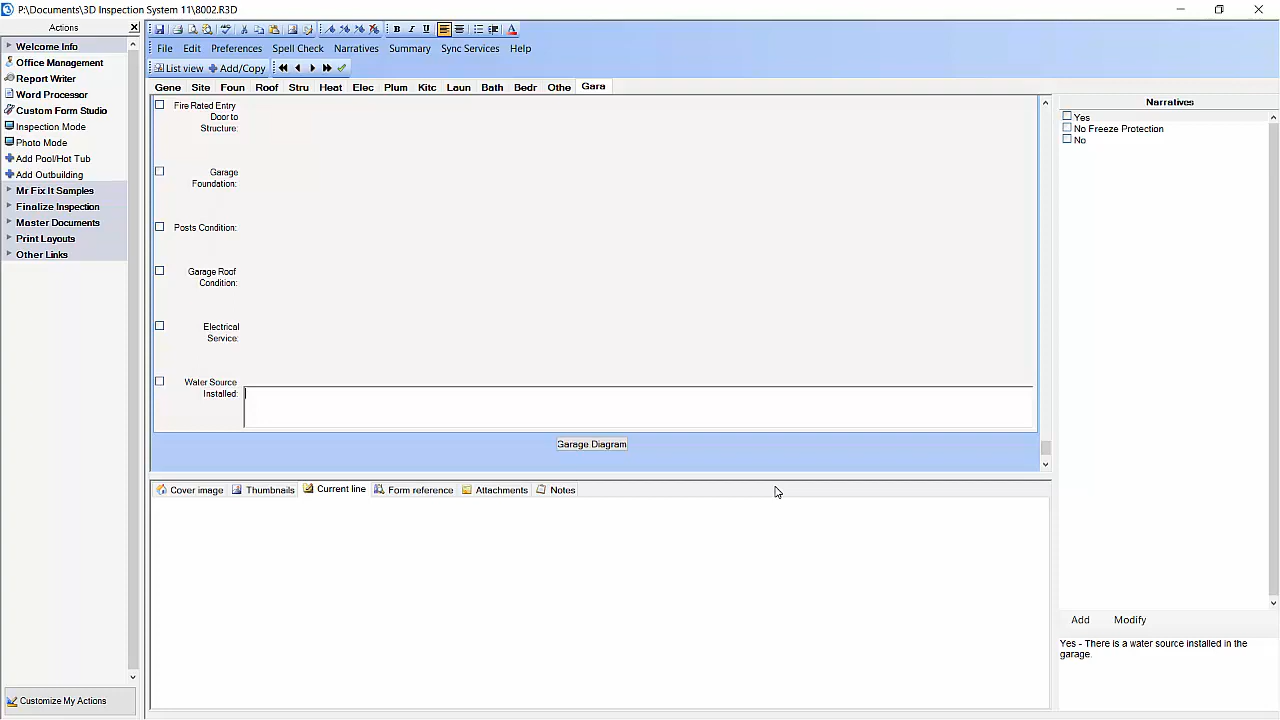 P:\Documents\3D Inspection System 11\8002.R3D
Actions
Welcome Info
Office Management
Report Writer
Word Processor
Custom Form Studio
Inspection Mode
Photo Mode
Add Pool/Hot Tub
Add Outbuilding
Mr Fix It Samples
Finalize Inspection
Master Documents
Print Layouts
Other Links
Customize My Actions
B I U A
File Edit Preferences Spell Check Narratives Summary Sync Services Help
List view Add/Copy
Gene Site Foun Roof Stru Heat Elec Plum Kitc Laun Bath Bedr Othe Gara
Fire Rated Entry
Door to
Structure:
Garage
Foundation:
Posts Condition:
Garage Roof
Condition:
Electrical
Service:
Water Source
Installed:
Garage Diagram
Cover image Thumbnails Current line Form reference Attachments Notes
Narratives
Yes
No Freeze Protection
No
Add Modify
Yes - There is a water source installed in the
garage.